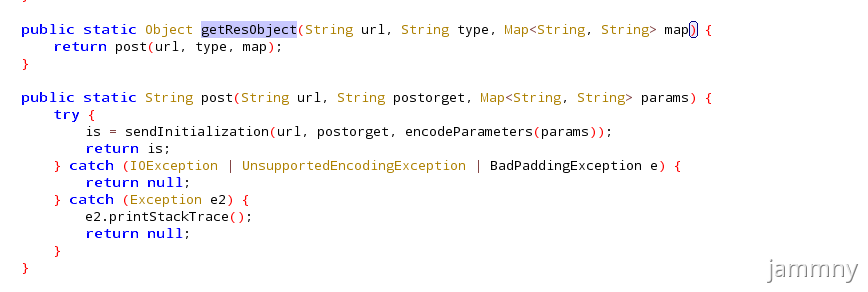 public static Object getResObject(String url, String type, Map<String, String> map) {
    return post(url, type, map);
}
public static String post(String url, String postorget, Map<String, String> params) {
    try {
        is = sendInitialization(url, postorget, encodeParameters(params));
        return is;
    } catch (IOException | UnsupportedEncodingException | BadPaddingException e) {
        return null;
    } catch (Exception e2) {
        e2.printStackTrace();
        return null;
    }
}
jammny